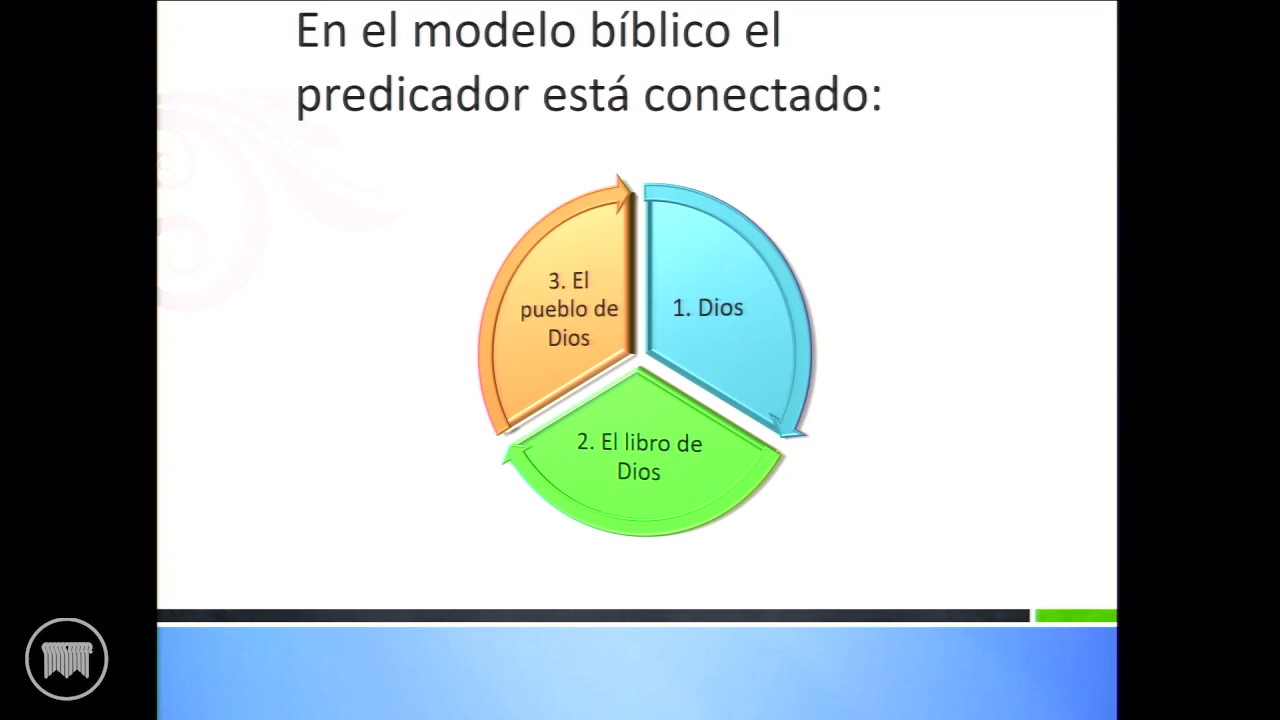 En el modelo bíblico el
predicador está conectado:
3. El
pueblo de
Dios
1. Dios
2. El libro de
Dios